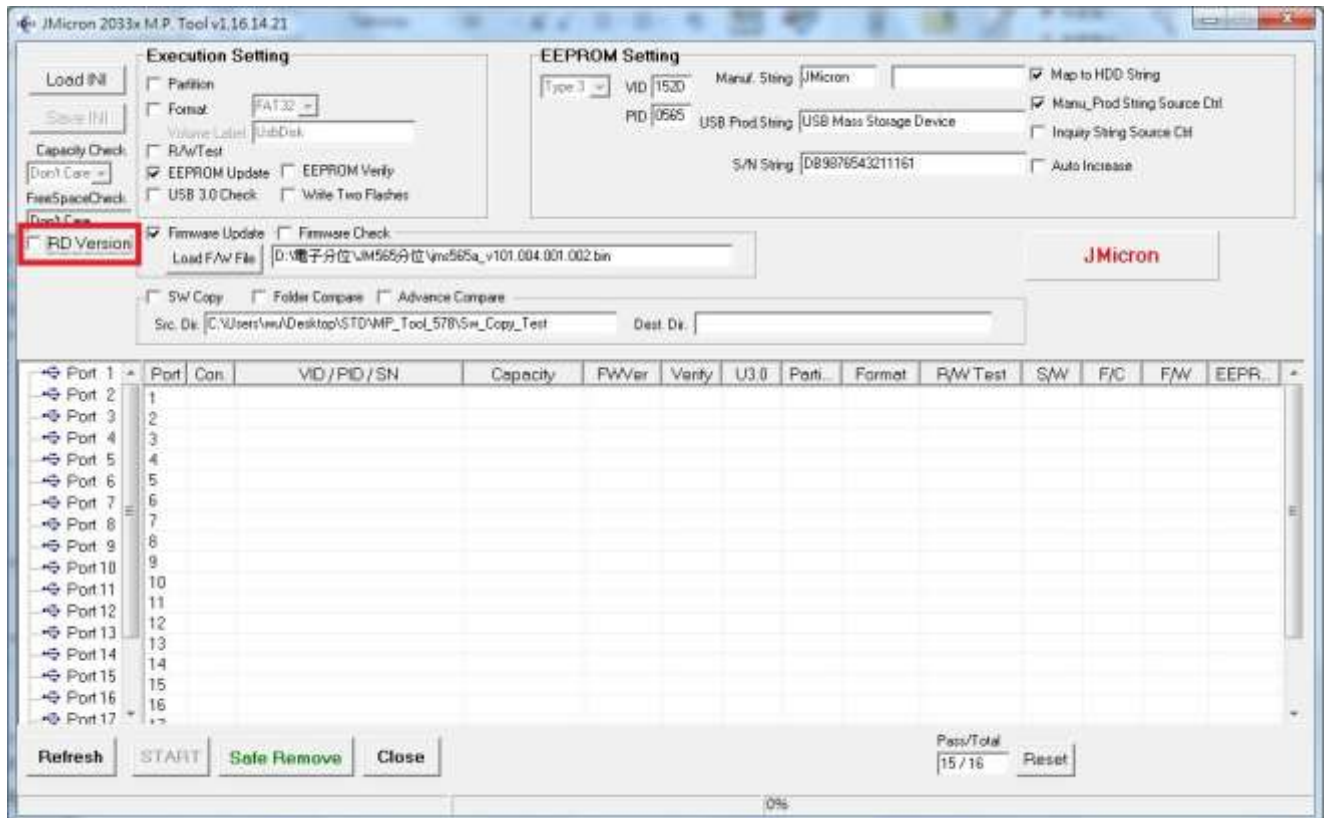 JMicron 2033x M.P. Tool v1.16.14.21
Load INI
Save INI
Capacity Check
Don't Care
FreeSpaceCheck
Don't Care
RD Version
Execution Setting
Partition
Format FAT32
Volume Label UsbDisk
R/WTest
EEPROM Update EEPROM Verify
USB 3.0 Check Write Two Flashes
EEPROM Setting
Type 3 VID 152D Manuf. String JMicron
PID 0565 USB Prod.String USB Mass Storage Device
S/N String DB9876543211161
Map to HDD String
Manu_Prod String Source Ctrl
Inquiry String Source Ctrl
Auto Increase
Firmware Update Firmware Check
Load F/W File D:\電子分位\JM565分位\jms565a_v101.004.001.002.bin
JMicron
SW Copy Folder Compare Advance Compare
Src. Dir. C:\Users\wu\Desktop\STD\MP_Tool_578\Sw_Copy_Test Dest. Dir.
Port 1
Port 2
Port 3
Port 4
Port 5
Port 6
Port 7
Port 8
Port 9
Port 10
Port 11
Port 12
Port 13
Port 14
Port 15
Port 16
Port 17
Port Con. VID / PID / SN Capacity FWVer Verify U3.0 Parti... Format R/W Test S/W F/C F/W EEPR...
1
2
3
4
5
6
7
8
9
10
11
12
13
14
15
16
17
Refresh START Safe Remove Close
Pass/Total
15 / 16 Reset
0%